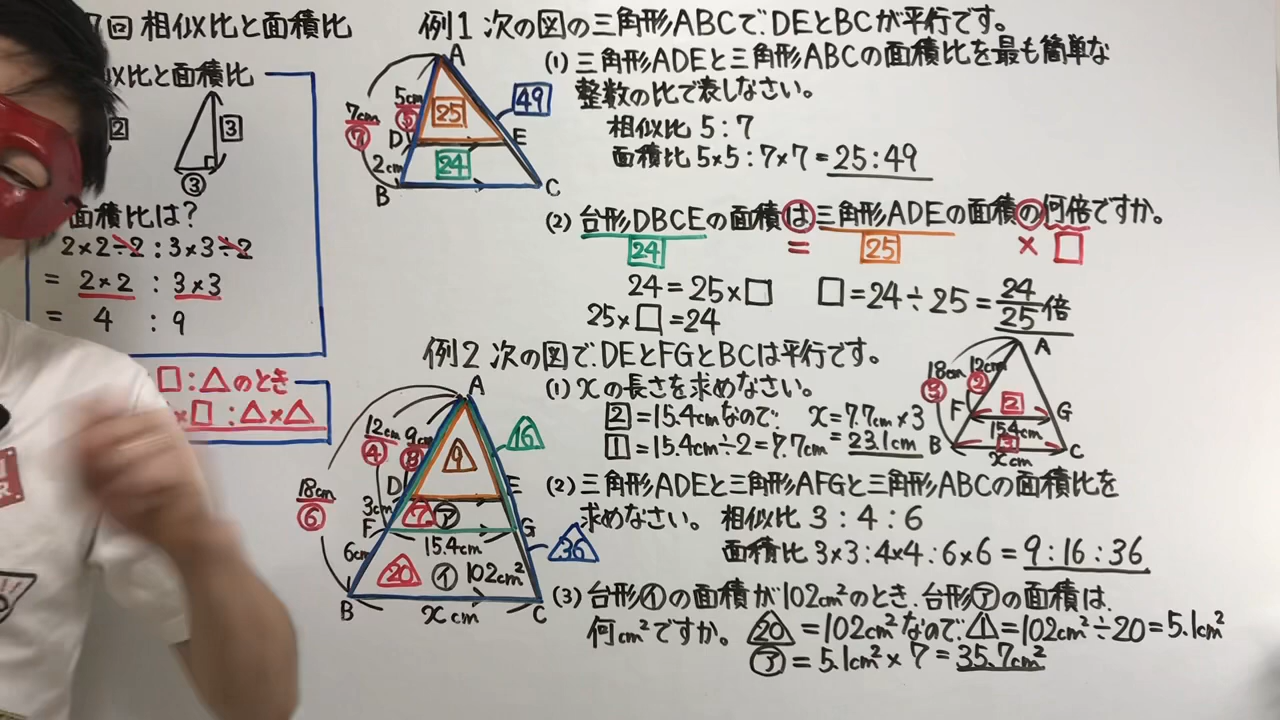 回 相似比と面積比
比と面積比
2
3
③
面積比は?
2×2÷2:3×3÷2
= 2×2 : 3×3
= 4 : 9
□:△のとき
×□:△×△
例1 次の図の三角形ABCで、DEとBCが平行です。
(1) 三角形ADEと三角形ABCの面積比を最も簡単な
整数の比で表しなさい。
相似比 5:7
面積比 5×5:7×7=25:49
A
7cm
⑦
5cm
⑤
25
49
D
E
2cm
24
B
C
(2) 台形DBCEの面積は三角形ADEの面積の何倍ですか。
24
=
25
× □
24=25×□ □=24÷25=24/25倍
25×□=24
例2 次の図で、DEとFGとBCは平行です。
(1) xの長さを求めなさい。
2=15.4cmなので x=7.7cm×3
1=15.4cm÷2=7.7cm =23.1cm
A
18cm
③
12cm
②
2
F
G
15.4cm
3
B
C
xcm
A
12cm
④
9cm
③
9
16
18cm
⑥
D
E
3cm
7
㋐
F
G
6cm
15.4cm
36
20
㋑ 102cm²
B
C
xcm
(2) 三角形ADEと三角形AFGと三角形ABCの面積比を
求めなさい。 相似比 3:4:6
面積比 3×3:4×4:6×6=9:16:36
(3) 台形㋑の面積が102cm²のとき、台形㋐の面積は、
何cm²ですか。 20=102cm²なので、1=102cm²÷20=5.1cm²
㋐=5.1cm²×7=35.7cm²